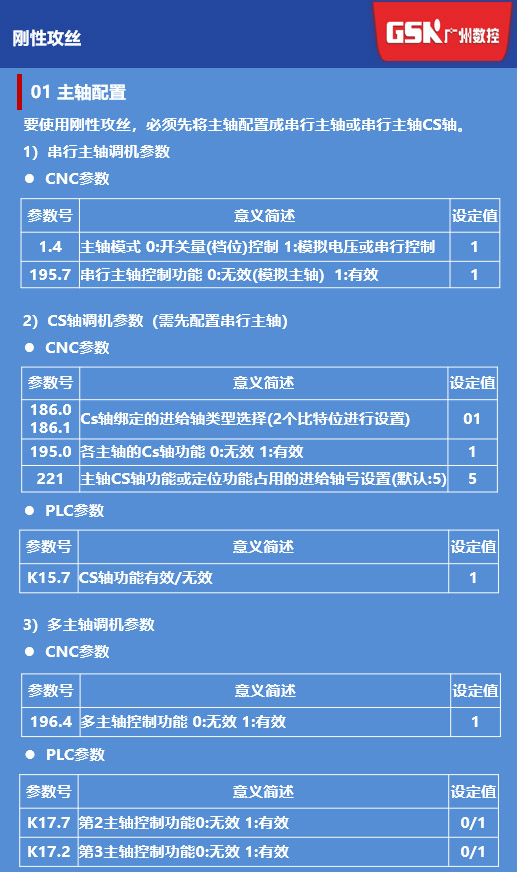 刚性攻丝
GSK广州数控
01 主轴配置
要使用刚性攻丝，必须先将主轴配置成串行主轴或串行主轴CS轴。
1）串行主轴调机参数
● CNC参数
参数号 意义简述 设定值
1.4 主轴模式 0:开关量(档位)控制 1:模拟电压或串行控制 1
195.7 串行主轴控制功能 0:无效(模拟主轴) 1:有效 1
2）CS轴调机参数（需先配置串行主轴)
● CNC参数
参数号 意义简述 设定值
186.0
186.1 Cs轴绑定的进给轴类型选择(2个比特位进行设置) 01
195.0 各主轴的Cs轴功能 0:无效 1:有效 1
221 主轴CS轴功能或定位功能占用的进给轴号设置(默认:5) 5
● PLC参数
参数号 意义简述 设定值
K15.7 CS轴功能有效/无效 1
3）多主轴调机参数
● CNC参数
参数号 意义简述 设定值
196.4 多主轴控制功能 0:无效 1:有效 1
● PLC参数
参数号 意义简述 设定值
K17.7 第2主轴控制功能0:无效 1:有效 0/1
K17.2 第3主轴控制功能0:无效 1:有效 0/1